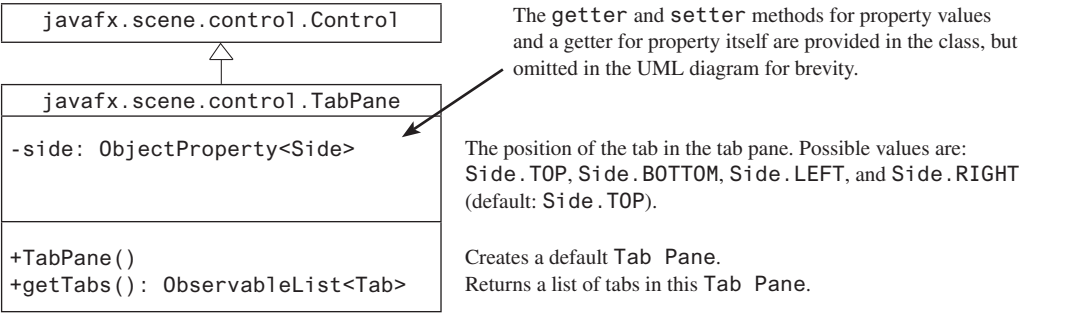 javafx.scene.control.Control
The getter and setter methods for property values
and a getter for property itself are provided in the class, but
omitted in the UML diagram for brevity.
javafx.scene.control.TabPane
-side: ObjectProperty<Side>
The position of the tab in the tab pane. Possible values are:
Side.TOP, Side.BOTTOM, Side.LEFT, and Side.RIGHT
(default: Side.TOP).
+TabPane()
Creates a default Tab Pane.
+getTabs(): ObservableList<Tab>
Returns a list of tabs in this Tab Pane.